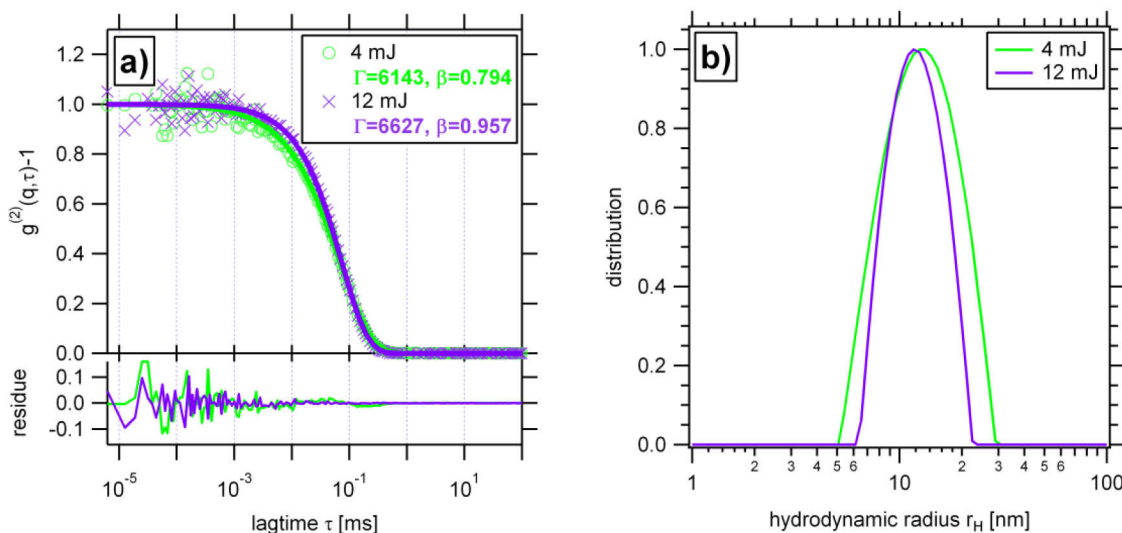 a)
4 mJ
Γ=6143, β=0.794
12 mJ
Γ=6627, β=0.957
g(2)(q,τ)-1
1.2
1.0
0.8
0.6
0.4
0.2
0.0
residue
0.1
0.0
-0.1
10-5
10-3
10-1
101
lagtime τ [ms]
b)
4 mJ
12 mJ
distribution
1.0
0.8
0.6
0.4
0.2
0.0
1
2
3
4
5
6
10
2
3
4
5
6
100
hydrodynamic radius rH [nm]